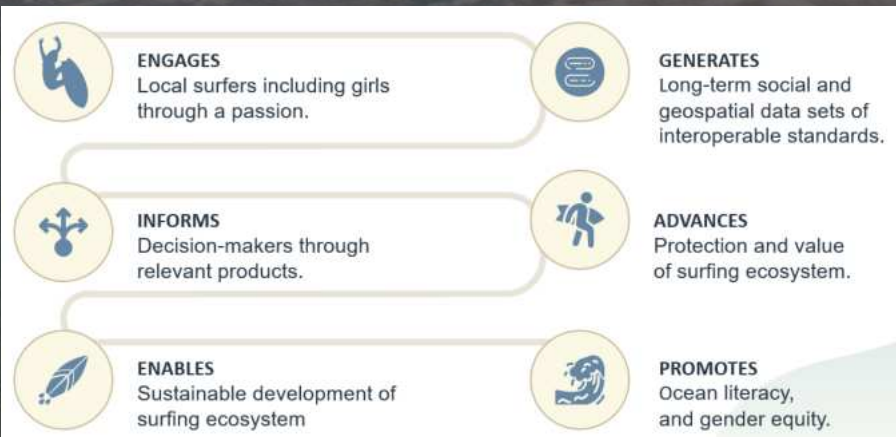 ENGAGES
Local surfers including girls
through a passion.
GENERATES
Long-term social and
geospatial data sets of
interoperable standards.
INFORMS
Decision-makers through
relevant products.
ADVANCES
Protection and value
of surfing ecosystem.
ENABLES
Sustainable development of
surfing ecosystem
PROMOTES
Ocean literacy,
and gender equity.